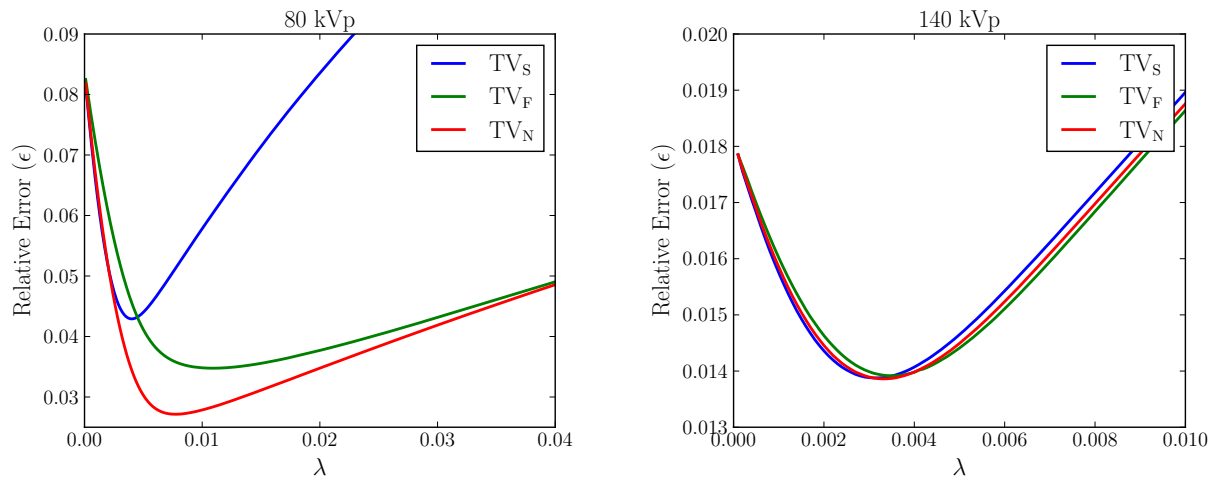 80 kVp
0.09
0.08
0.07
0.06
0.05
0.04
0.03
Relative Error (ϵ)
0.00 0.01 0.02 0.03 0.04
λ
TV_S
TV_F
TV_N
140 kVp
0.020
0.019
0.018
0.017
0.016
0.015
0.014
0.013
Relative Error (ϵ)
0.000 0.002 0.004 0.006 0.008 0.010
λ
TV_S
TV_F
TV_N